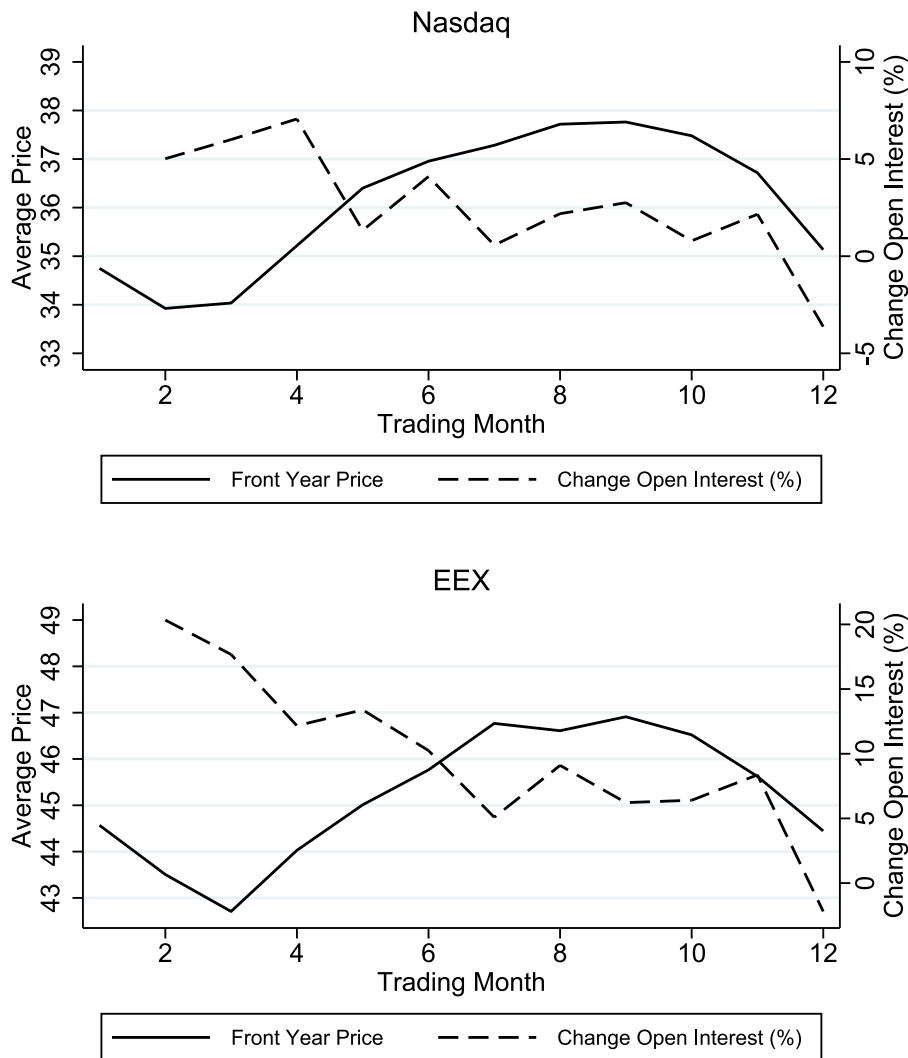 Nasdaq
39
38
37
36
35
34
33
Average Price
10
5
0
-5
Change Open Interest (%)
2 4 6 8 10 12
Trading Month
Front Year Price Change Open Interest (%)
EEX
49
48
47
46
45
44
43
Average Price
20
15
10
5
0
Change Open Interest (%)
2 4 6 8 10 12
Trading Month
Front Year Price Change Open Interest (%)